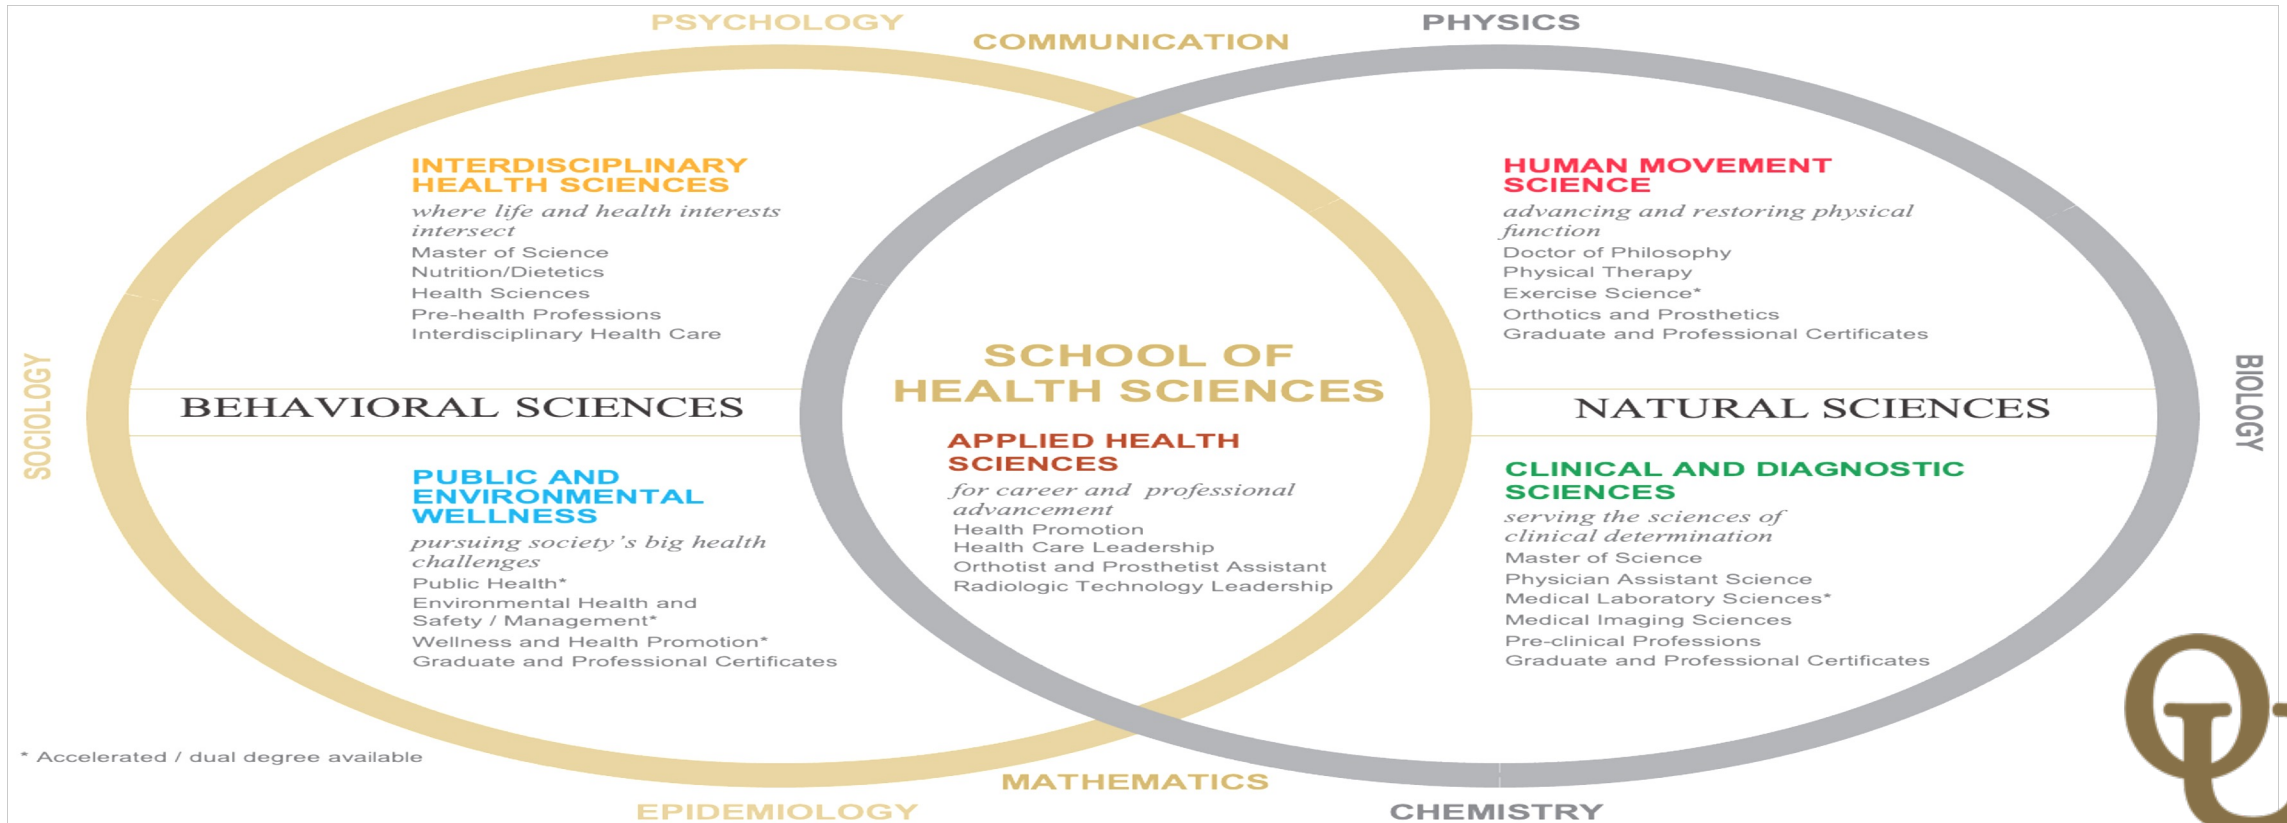 PSYCHOLOGY
COMMUNICATION
PHYSICS
INTERDISCIPLINARY
HEALTH SCIENCES
where life and health interests
intersect
Master of Science
Nutrition/Dietetics
Health Sciences
Pre-health Professions
Interdisciplinary Health Care
HUMAN MOVEMENT
SCIENCE
advancing and restoring physical
function
Doctor of Philosophy
Physical Therapy
Exercise Science*
Orthotics and Prosthetics
Graduate and Professional Certificates
SOCIOLOGY
BEHAVIORAL SCIENCES
SCHOOL OF
HEALTH SCIENCES
NATURAL SCIENCES
BIOLOGY
PUBLIC AND
ENVIRONMENTAL
WELLNESS
pursuing society’s big health
challenges
Public Health*
Environmental Health and
Safety / Management*
Wellness and Health Promotion*
Graduate and Professional Certificates
APPLIED HEALTH
SCIENCES
for career and professional
advancement
Health Promotion
Health Care Leadership
Orthotist and Prosthetist Assistant
Radiologic Technology Leadership
CLINICAL AND DIAGNOSTIC
SCIENCES
serving the sciences of
clinical determination
Master of Science
Physician Assistant Science
Medical Laboratory Sciences*
Medical Imaging Sciences
Pre-clinical Professions
Graduate and Professional Certificates
* Accelerated / dual degree available
MATHEMATICS
EPIDEMIOLOGY
CHEMISTRY
OU